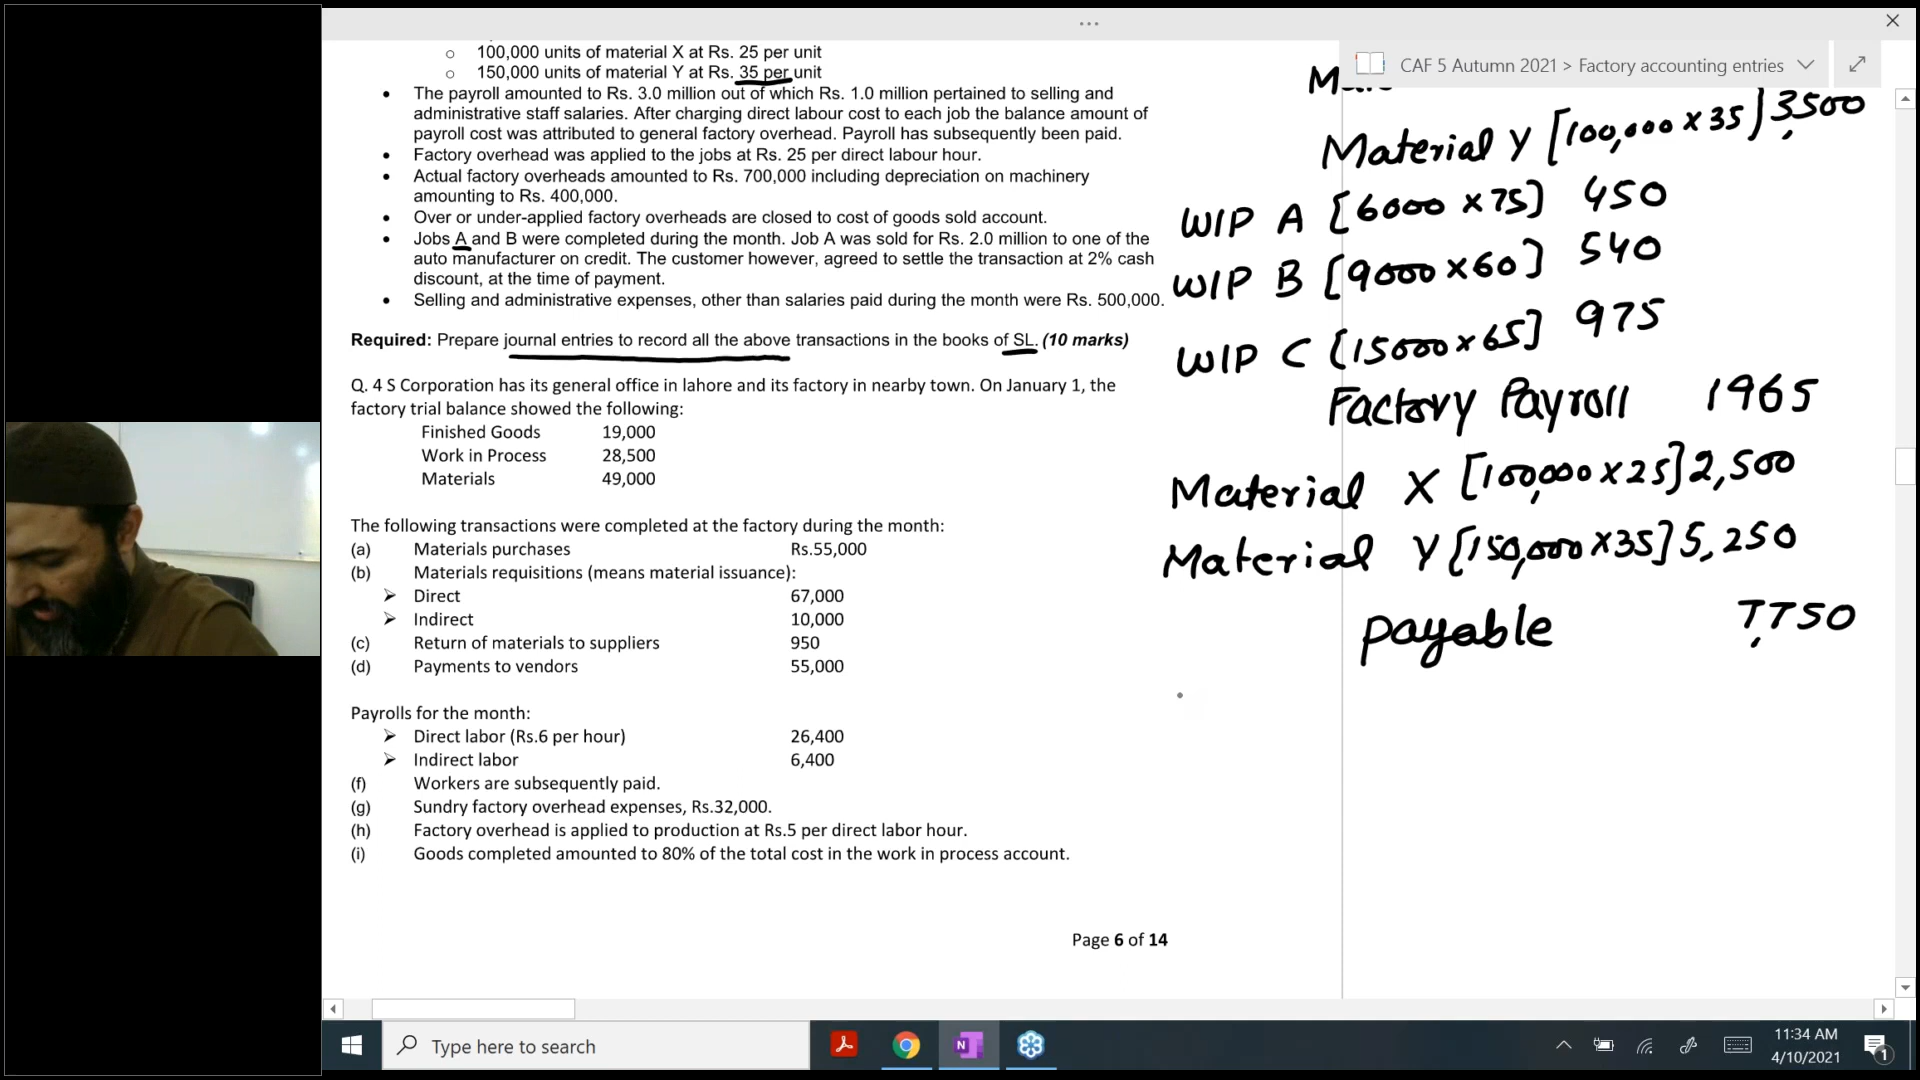 CAF 5 Autumn 2021 > Factory accounting entries
o 100,000 units of material X at Rs. 25 per unit
o 150,000 units of material Y at Rs. 35 per unit
• The payroll amounted to Rs. 3.0 million out of which Rs. 1.0 million pertained to selling and
administrative staff salaries. After charging direct labour cost to each job the balance amount of
payroll cost was attributed to general factory overhead. Payroll has subsequently been paid.
• Factory overhead was applied to the jobs at Rs. 25 per direct labour hour.
• Actual factory overheads amounted to Rs. 700,000 including depreciation on machinery
amounting to Rs. 400,000.
• Over or under-applied factory overheads are closed to cost of goods sold account.
• Jobs A and B were completed during the month. Job A was sold for Rs. 2.0 million to one of the
auto manufacturer on credit. The customer however, agreed to settle the transaction at 2% cash
discount, at the time of payment.
• Selling and administrative expenses, other than salaries paid during the month were Rs. 500,000.
Required: Prepare journal entries to record all the above transactions in the books of SL. (10 marks)
Q. 4 S Corporation has its general office in lahore and its factory in nearby town. On January 1, the
factory trial balance showed the following:
Finished Goods 19,000
Work in Process 28,500
Materials 49,000
The following transactions were completed at the factory during the month:
(a) Materials purchases Rs.55,000
(b) Materials requisitions (means material issuance):
➢ Direct 67,000
➢ Indirect 10,000
(c) Return of materials to suppliers 950
(d) Payments to vendors 55,000
Payrolls for the month:
➢ Direct labor (Rs.6 per hour) 26,400
➢ Indirect labor 6,400
(f) Workers are subsequently paid.
(g) Sundry factory overhead expenses, Rs.32,000.
(h) Factory overhead is applied to production at Rs.5 per direct labor hour.
(i) Goods completed amounted to 80% of the total cost in the work in process account.
Page 6 of 14
Material Y [100,000 x 35] 3,500
WIP A [6000 x 75] 450
WIP B [9000 x 60] 540
WIP C [15000 x 65] 975
Factory Payroll 1965
Material X [100,000 x 25] 2,500
Material Y [150,000 x 35] 5,250
Payable 7,750
Type here to search
N
11:34 AM
4/10/2021
1